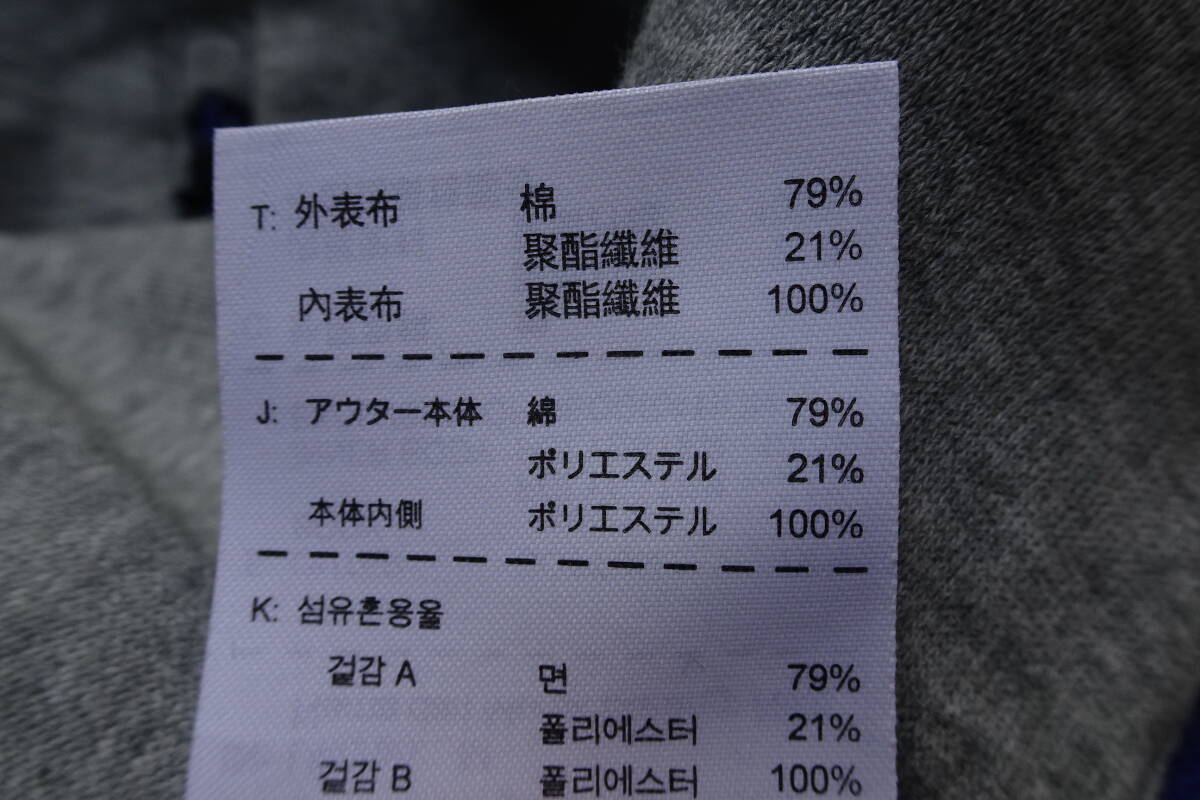 T: 外表布 棉 79%
聚酯纖維 21%
內表布 聚酯纖維 100%
J: アウター本体 綿 79%
ポリエステル 21%
本体内側 ポリエステル 100%
K: 섬유혼용율
겉감 A 면 79%
폴리에스터 21%
겉감 B 폴리에스터 100%